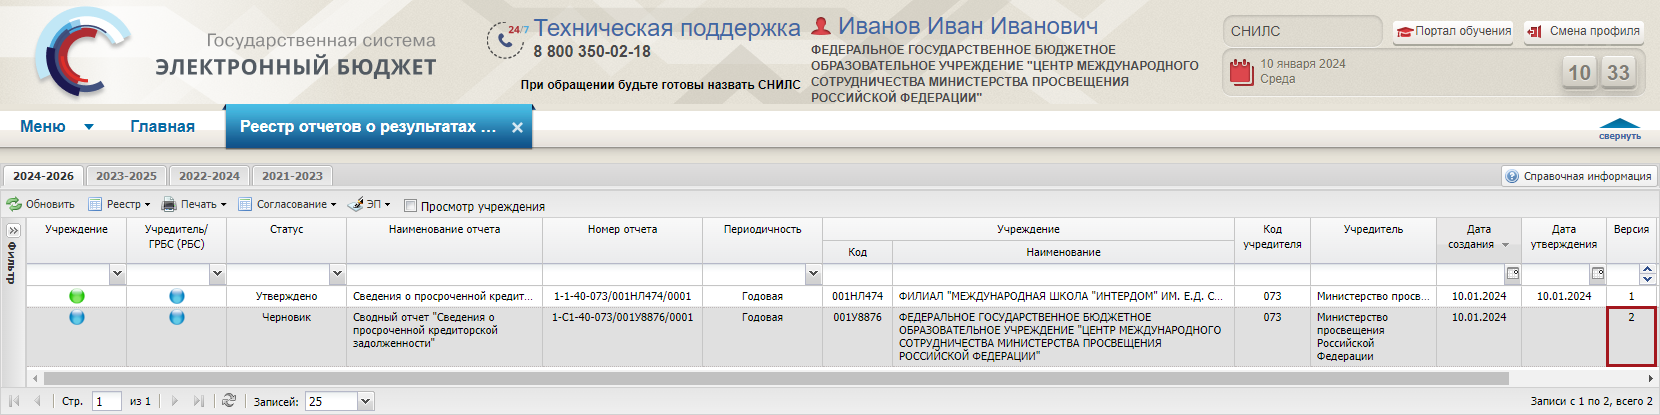 Государственная система
ЭЛЕКТРОННЫЙ БЮДЖЕТ
24/7
Техническая поддержка
8 800 350-02-18
При обращении будьте готовы назвать СНИЛС
Иванов Иван Иванович
ФЕДЕРАЛЬНОЕ ГОСУДАРСТВЕННОЕ БЮДЖЕТНОЕ
ОБРАЗОВАТЕЛЬНОЕ УЧРЕЖДЕНИЕ "ЦЕНТР МЕЖДУНАРОДНОГО
СОТРУДНИЧЕСТВА МИНИСТЕРСТВА ПРОСВЕЩЕНИЯ
РОССИЙСКОЙ ФЕДЕРАЦИИ"
СНИЛС
Портал обучения
Смена профиля
10 января 2024
Среда
10 33
Меню
Главная
Реестр отчетов о результатах ...
свернуть
2024-2026
2023-2025
2022-2024
2021-2023
Справочная информация
Обновить
Реестр
Печать
Согласование
ЭП
Просмотр учреждения
Фильтр
Учреждение
Учредитель/
ГРБС (РБС)
Статус
Наименование отчета
Номер отчета
Периодичность
Учреждение
Код
Наименование
Код
учредителя
Учредитель
Дата
создания
Дата
утверждения
Версия
Утверждено
Сведения о просроченной кредит...
1-1-40-073/001НЛ474/0001
Годовая
001НЛ474
ФИЛИАЛ "МЕЖДУНАРОДНАЯ ШКОЛА "ИНТЕРДОМ" ИМ. Е.Д. С...
073
Министерство просв...
10.01.2024
10.01.2024
1
Черновик
Сводный отчет "Сведения о
просроченной кредиторской
задолженности"
1-С1-40-073/001У8876/0001
Годовая
001У8876
ФЕДЕРАЛЬНОЕ ГОСУДАРСТВЕННОЕ БЮДЖЕТНОЕ
ОБРАЗОВАТЕЛЬНОЕ УЧРЕЖДЕНИЕ "ЦЕНТР МЕЖДУНАРОДНОГО
СОТРУДНИЧЕСТВА МИНИСТЕРСТВА ПРОСВЕЩЕНИЯ
РОССИЙСКОЙ ФЕДЕРАЦИИ"
073
Министерство
просвещения
Российской
Федерации
10.01.2024
2
Стр. 1 из 1
Записей: 25
Записи с 1 по 2, всего 2